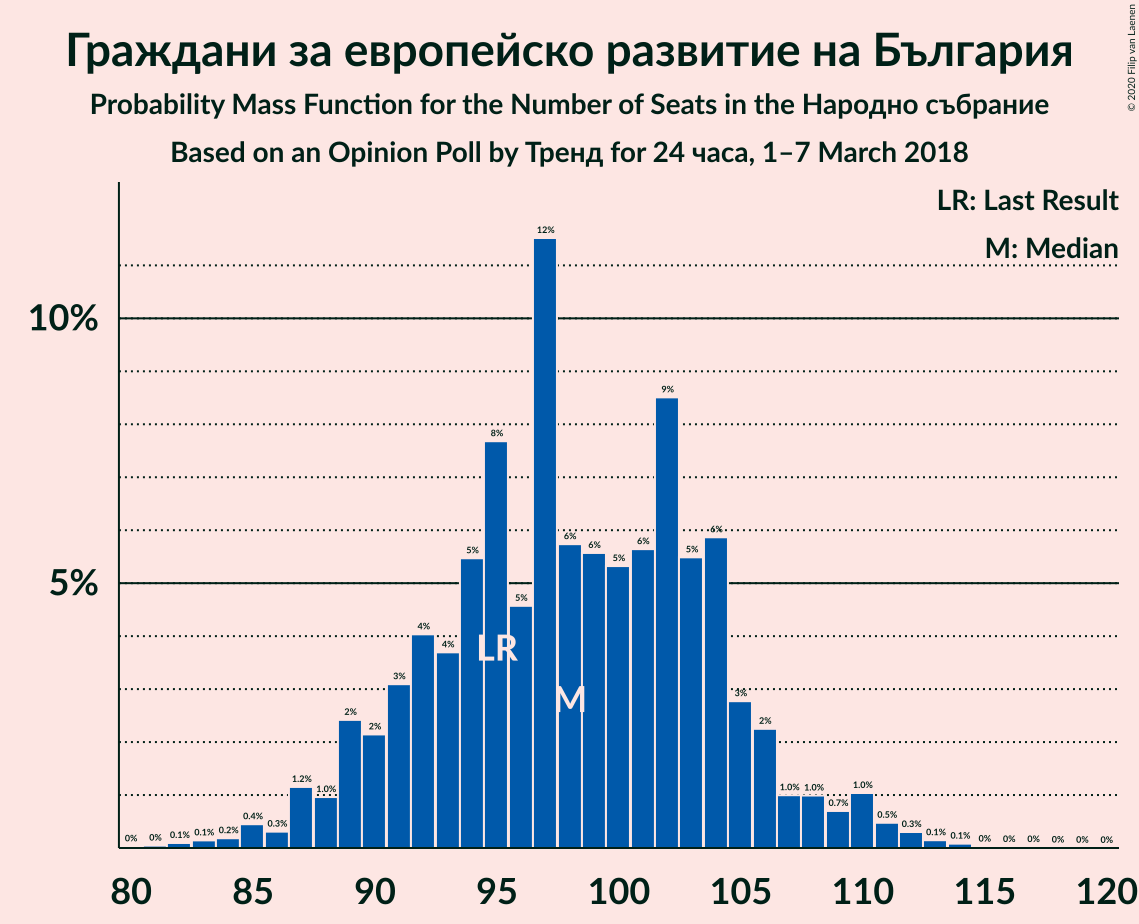 Граждани за европейско развитие на България
Probability Mass Function for the Number of Seats in the Народно събрание
Based on an Opinion Poll by Тренд for 24 часа, 1–7 March 2018
© 2020 Filip van Laenen
LR: Last Result
M: Median
10%
5%
0% 0% 0.1% 0.1% 0.2% 0.4% 0.3% 1.2% 1.0% 2% 2% 3% 4% 4% 5% 8% 5% 12% 6% 6% 5% 6% 9% 5% 6% 3% 2% 1.0% 1.0% 0.7% 1.0% 0.5% 0.3% 0.1% 0.1% 0% 0% 0% 0% 0% 0%
LR
M
80 85 90 95 100 105 110 115 120